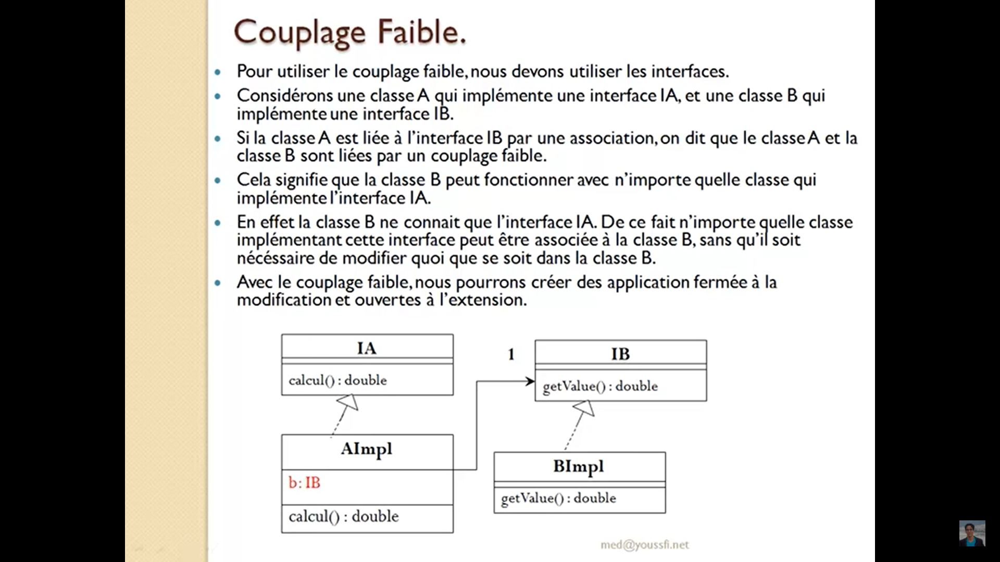 Couplage Faible.
Pour utiliser le couplage faible, nous devons utiliser les interfaces.
Considérons une classe A qui implémente une interface IA, et une classe B qui
implémente une interface IB.
Si la classe A est liée à l'interface IB par une association, on dit que le classe A et la
classe B sont liées par un couplage faible.
Cela signifie que la classe B peut fonctionner avec n'importe quelle classe qui
implémente l'interface IA.
En effet la classe B ne connait que l'interface IA. De ce fait n'importe quelle classe
implémentant cette interface peut être associée à la classe B, sans qu'il soit
nécéssaire de modifier quoi que se soit dans la classe B.
Avec le couplage faible, nous pourrons créer des application fermée à la
modification et ouvertes à l'extension.
IA
calcul() : double
1
IB
getValue() : double
AImpl
b: IB
calcul() : double
BImpl
getValue() : double
med@youssfi.net